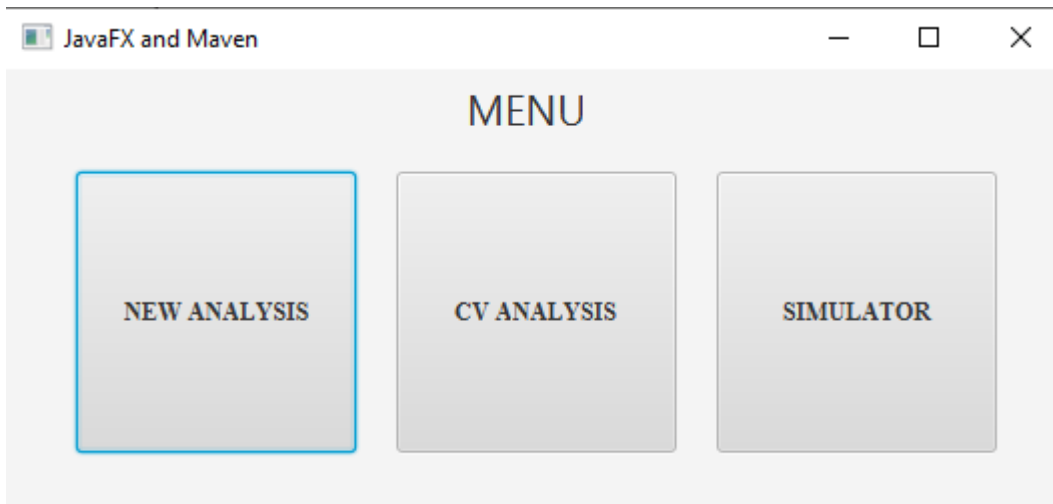 JavaFX and Maven
MENU
NEW ANALYSIS
CV ANALYSIS
SIMULATOR